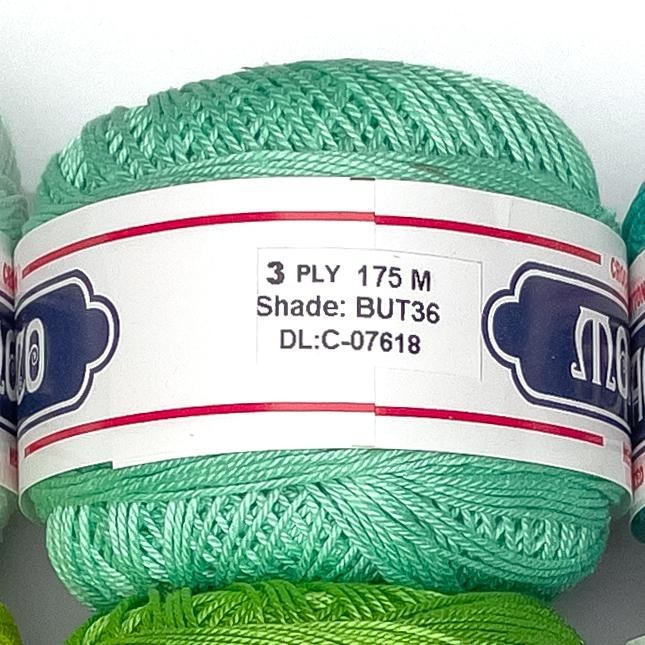 3 PLY 175 M
Shade: BUT36
DL:C-07618